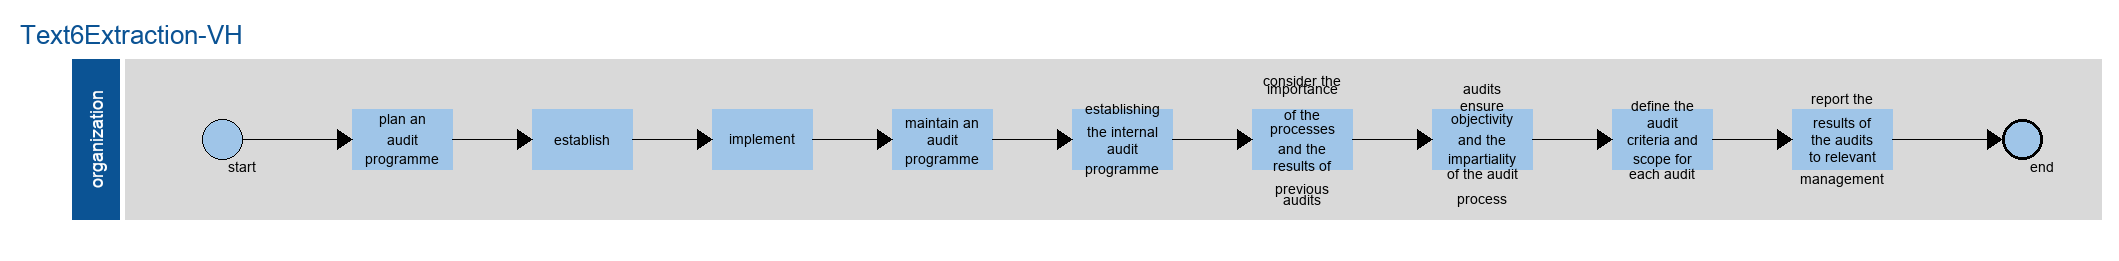 Text6Extraction-VH
organization
start
plan an
audit
programme
establish
implement
maintain an
audit
programme
establishing
the internal
audit
programme
consider the
importance
of the
processes
and the
results of
previous
audits
audits
ensure
objectivity
and the
impartiality
of the audit
process
define the
audit
criteria and
scope for
each audit
report the
results of
the audits
to relevant
management
end